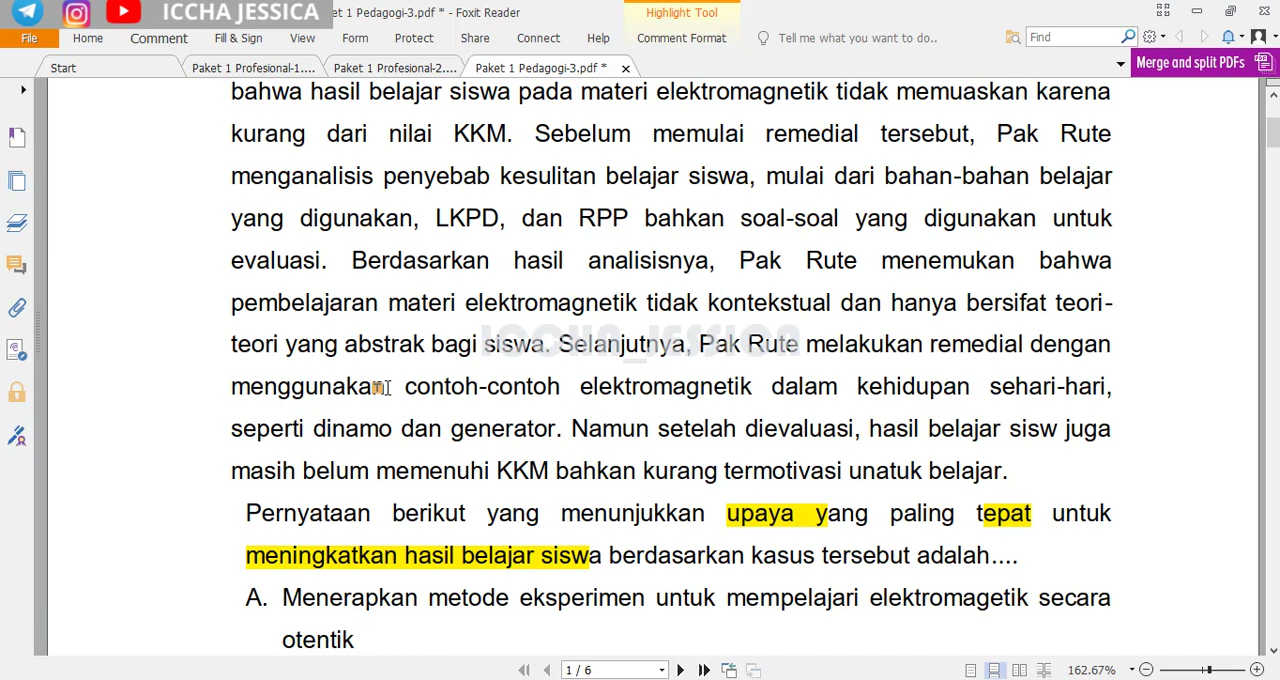 ICCHA JESSICA
et 1 Pedagogi-3.pdf * - Foxit Reader
Highlight Tool
File Home Comment Fill & Sign View Form Protect Share Connect Help Comment Format Tell me what you want to do.. Find
Start Paket 1 Profesional-1.... Paket 1 Profesional-2.... Paket 1 Pedagogi-3.pdf * Merge and split PDFs
bahwa hasil belajar siswa pada materi elektromagnetik tidak memuaskan karena
kurang dari nilai KKM. Sebelum memulai remedial tersebut, Pak Rute
menganalisis penyebab kesulitan belajar siswa, mulai dari bahan-bahan belajar
yang digunakan, LKPD, dan RPP bahkan soal-soal yang digunakan untuk
evaluasi. Berdasarkan hasil analisisnya, Pak Rute menemukan bahwa
pembelajaran materi elektromagnetik tidak kontekstual dan hanya bersifat teori-
teori yang abstrak bagi siswa. Selanjutnya, Pak Rute melakukan remedial dengan
ICCHA_JESSICA
menggunakan contoh-contoh elektromagnetik dalam kehidupan sehari-hari,
seperti dinamo dan generator. Namun setelah dievaluasi, hasil belajar sisw juga
masih belum memenuhi KKM bahkan kurang termotivasi unatuk belajar.
Pernyataan berikut yang menunjukkan upaya yang paling tepat untuk
meningkatkan hasil belajar siswa berdasarkan kasus tersebut adalah....
A. Menerapkan metode eksperimen untuk mempelajari elektromagetik secara
otentik
1 / 6 162.67%